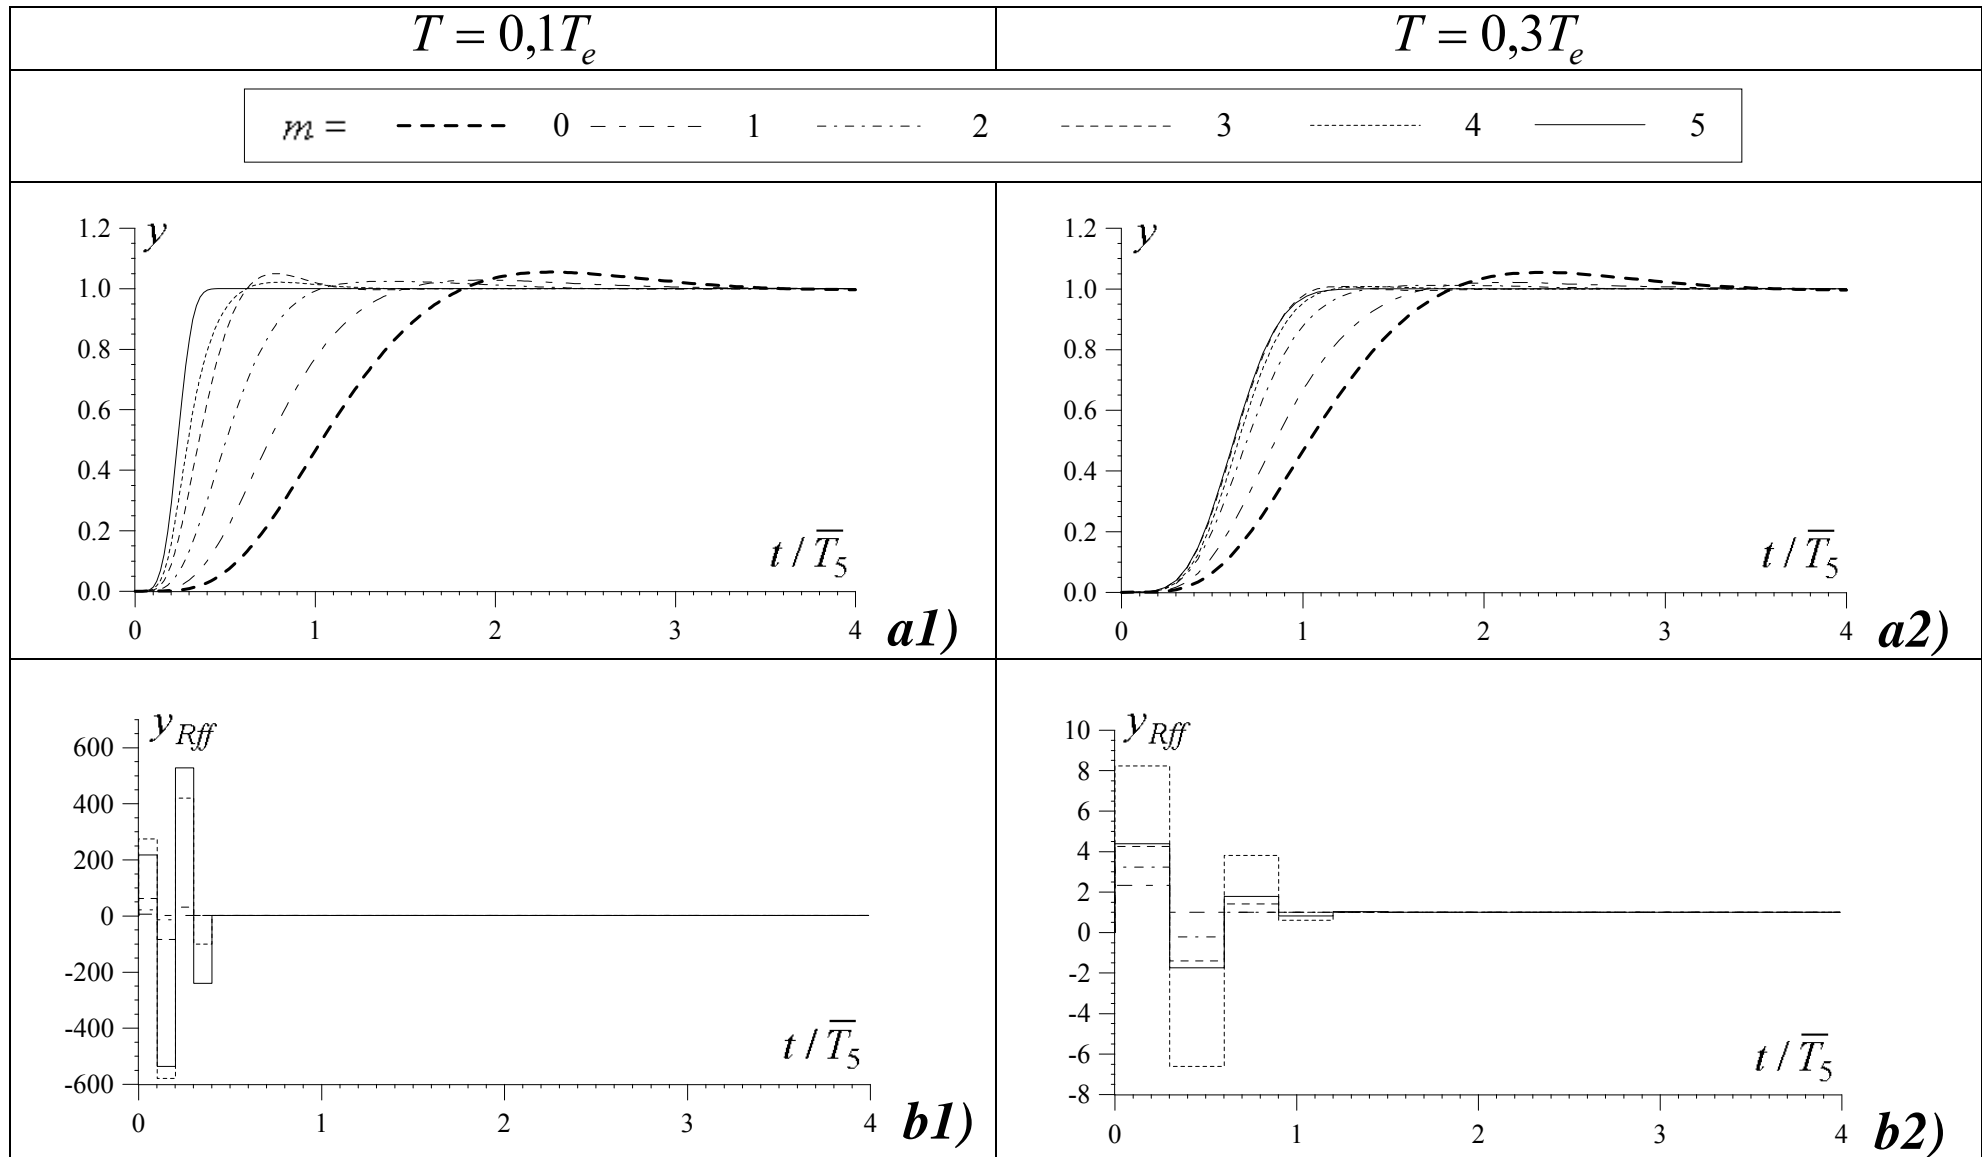 T = 0,1T_e
T = 0,3T_e
m = 0 1 2 3 4 5
y
1.2
1.0
0.8
0.6
0.4
0.2
0.0
t / T̅_5
0 1 2 3 4
a1)
y
1.2
1.0
0.8
0.6
0.4
0.2
0.0
t / T̅_5
0 1 2 3 4
a2)
y_Rff
600
400
200
0
-200
-400
-600
t / T̅_5
0 1 2 3 4
b1)
y_Rff
10
8
6
4
2
0
-2
-4
-6
-8
t / T̅_5
0 1 2 3 4
b2)